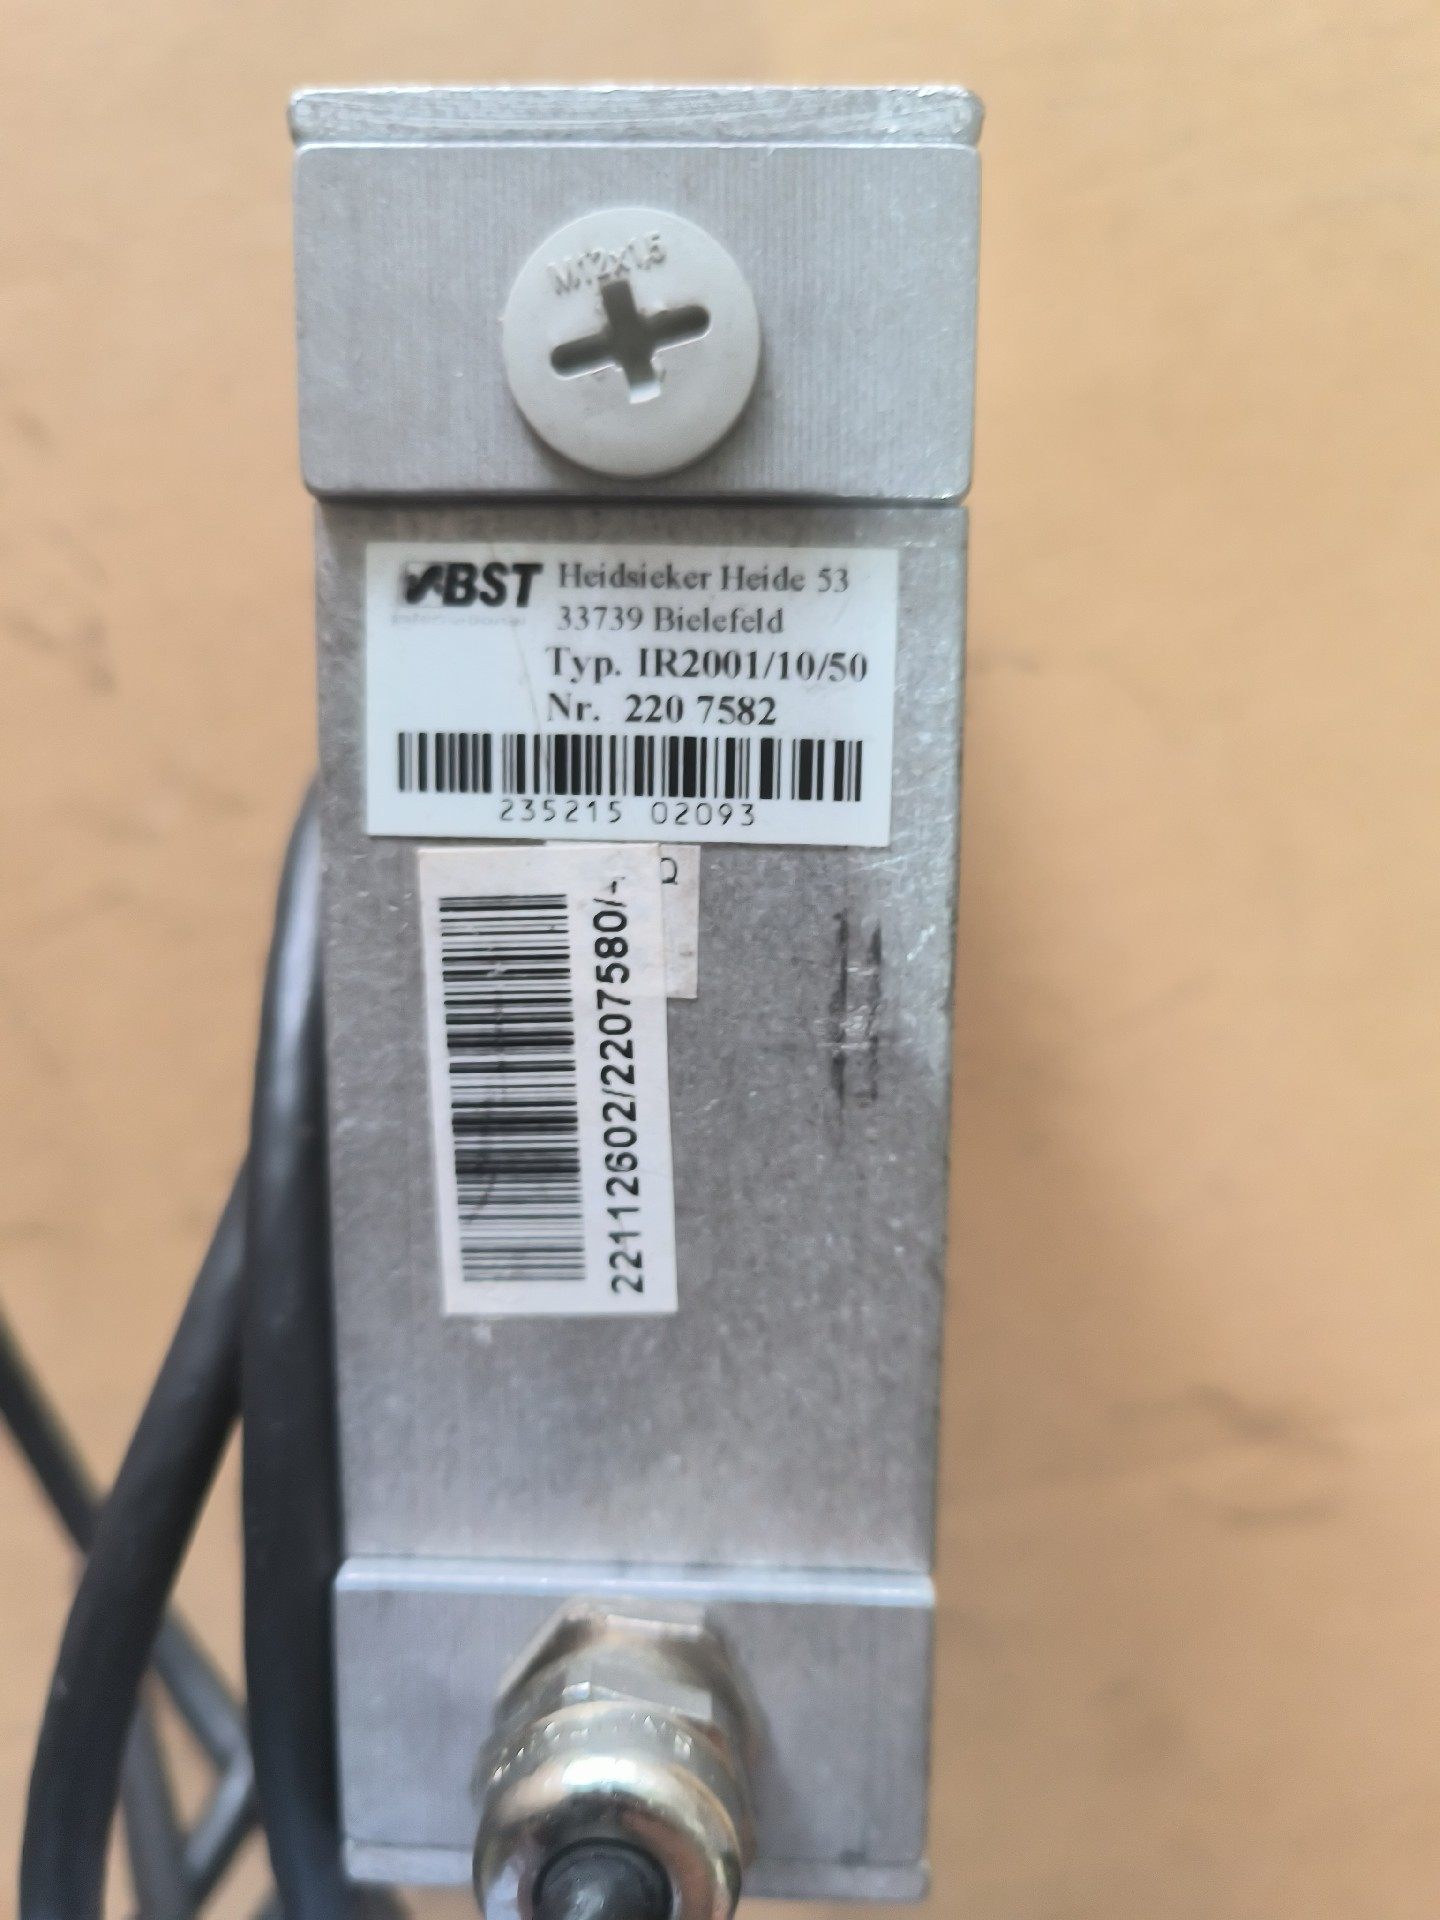 M12x1,5
BST Heidsieker Heide 53
international 33739 Bielefeld
Typ. IR2001/10/50
Nr. 220 7582
235215 02093
Ω
22112602/2207580/-